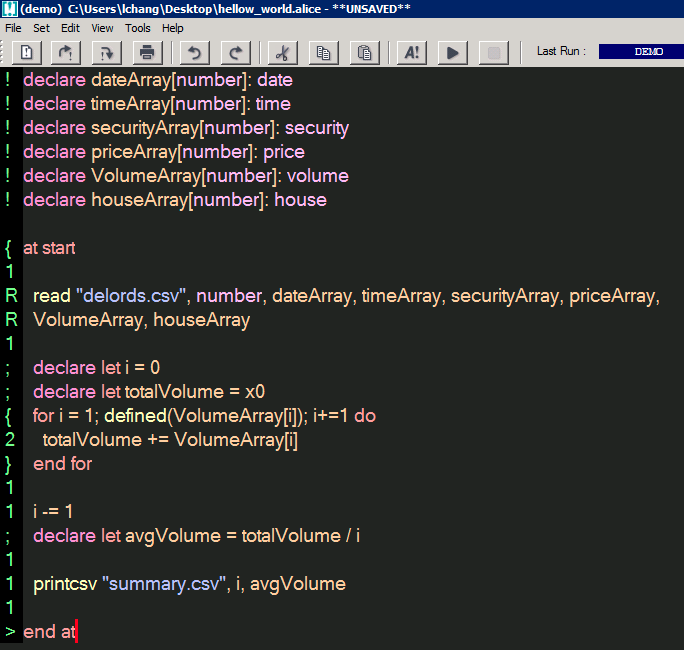 (demo) C:\Users\lchang\Desktop\hellow_world.alice - **UNSAVED**
File Set Edit View Tools Help
A! Last Run : DEMO
! declare dateArray[number]: date
! declare timeArray[number]: time
! declare securityArray[number]: security
! declare priceArray[number]: price
! declare VolumeArray[number]: volume
! declare houseArray[number]: house
{ at start
1
R read "delords.csv", number, dateArray, timeArray, securityArray, priceArray,
R VolumeArray, houseArray
1
; declare let i = 0
; declare let totalVolume = x0
{ for i = 1; defined(VolumeArray[i]); i+=1 do
2 totalVolume += VolumeArray[i]
} end for
1
1 i -= 1
; declare let avgVolume = totalVolume / i
1
1 printcsv "summary.csv", i, avgVolume
1
> end at